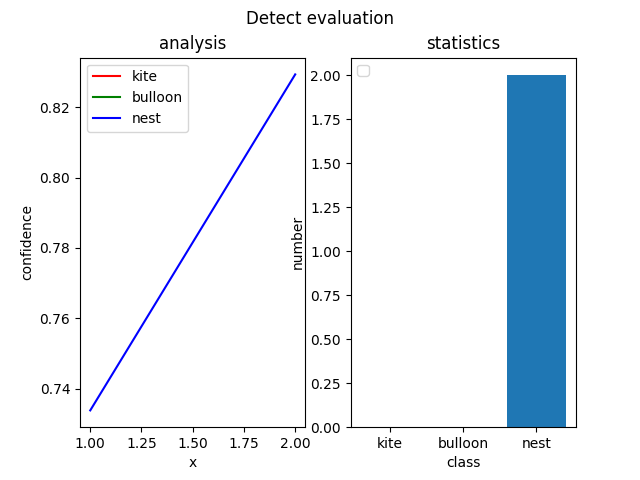 Detect evaluation
analysis
kite
bulloon
nest
confidence
0.82
0.80
0.78
0.76
0.74
1.00 1.25 1.50 1.75 2.00
x
statistics
number
2.00
1.75
1.50
1.25
1.00
0.75
0.50
0.25
0.00
kite bulloon nest
class